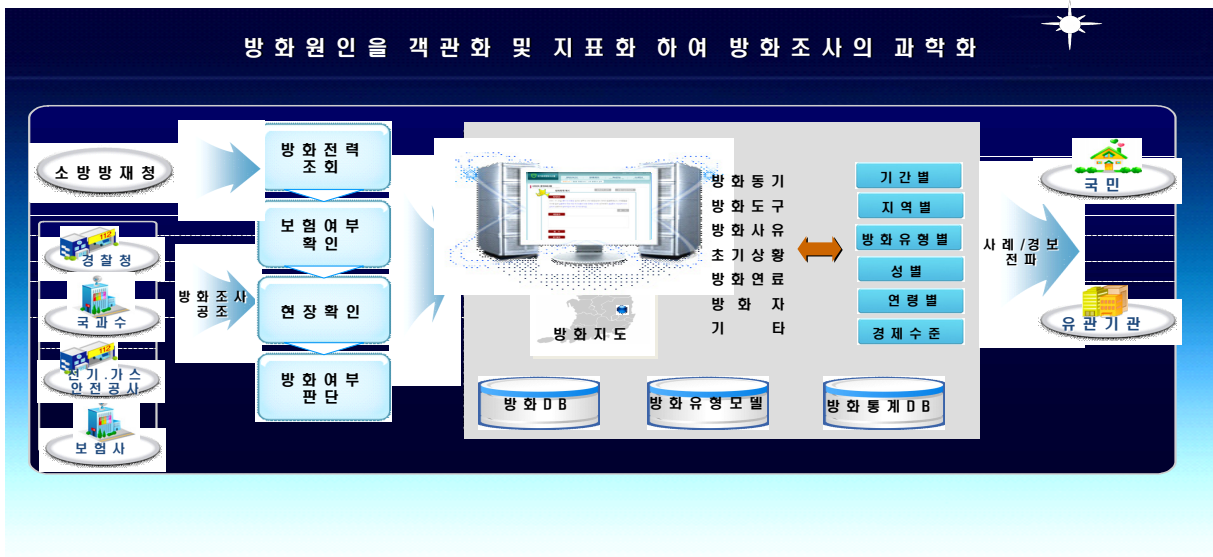 방화원인을 객관화 및 지표화 하여 방화조사의 과학화
소방방재청
경찰청
국과수
전기.가스
안전공사
보험사
방화조사
공조
방화전력
조회
보험여부
확인
현장확인
방화여부
판단
방화지도
방화동기
방화도구
방화사유
초기상황
방화연료
방화자
기타
기간별
지역별
방화유형별
성별
연령별
경제수준
방화DB
방화유형모델
방화통계DB
사례/경보
전파
국민
유관기관